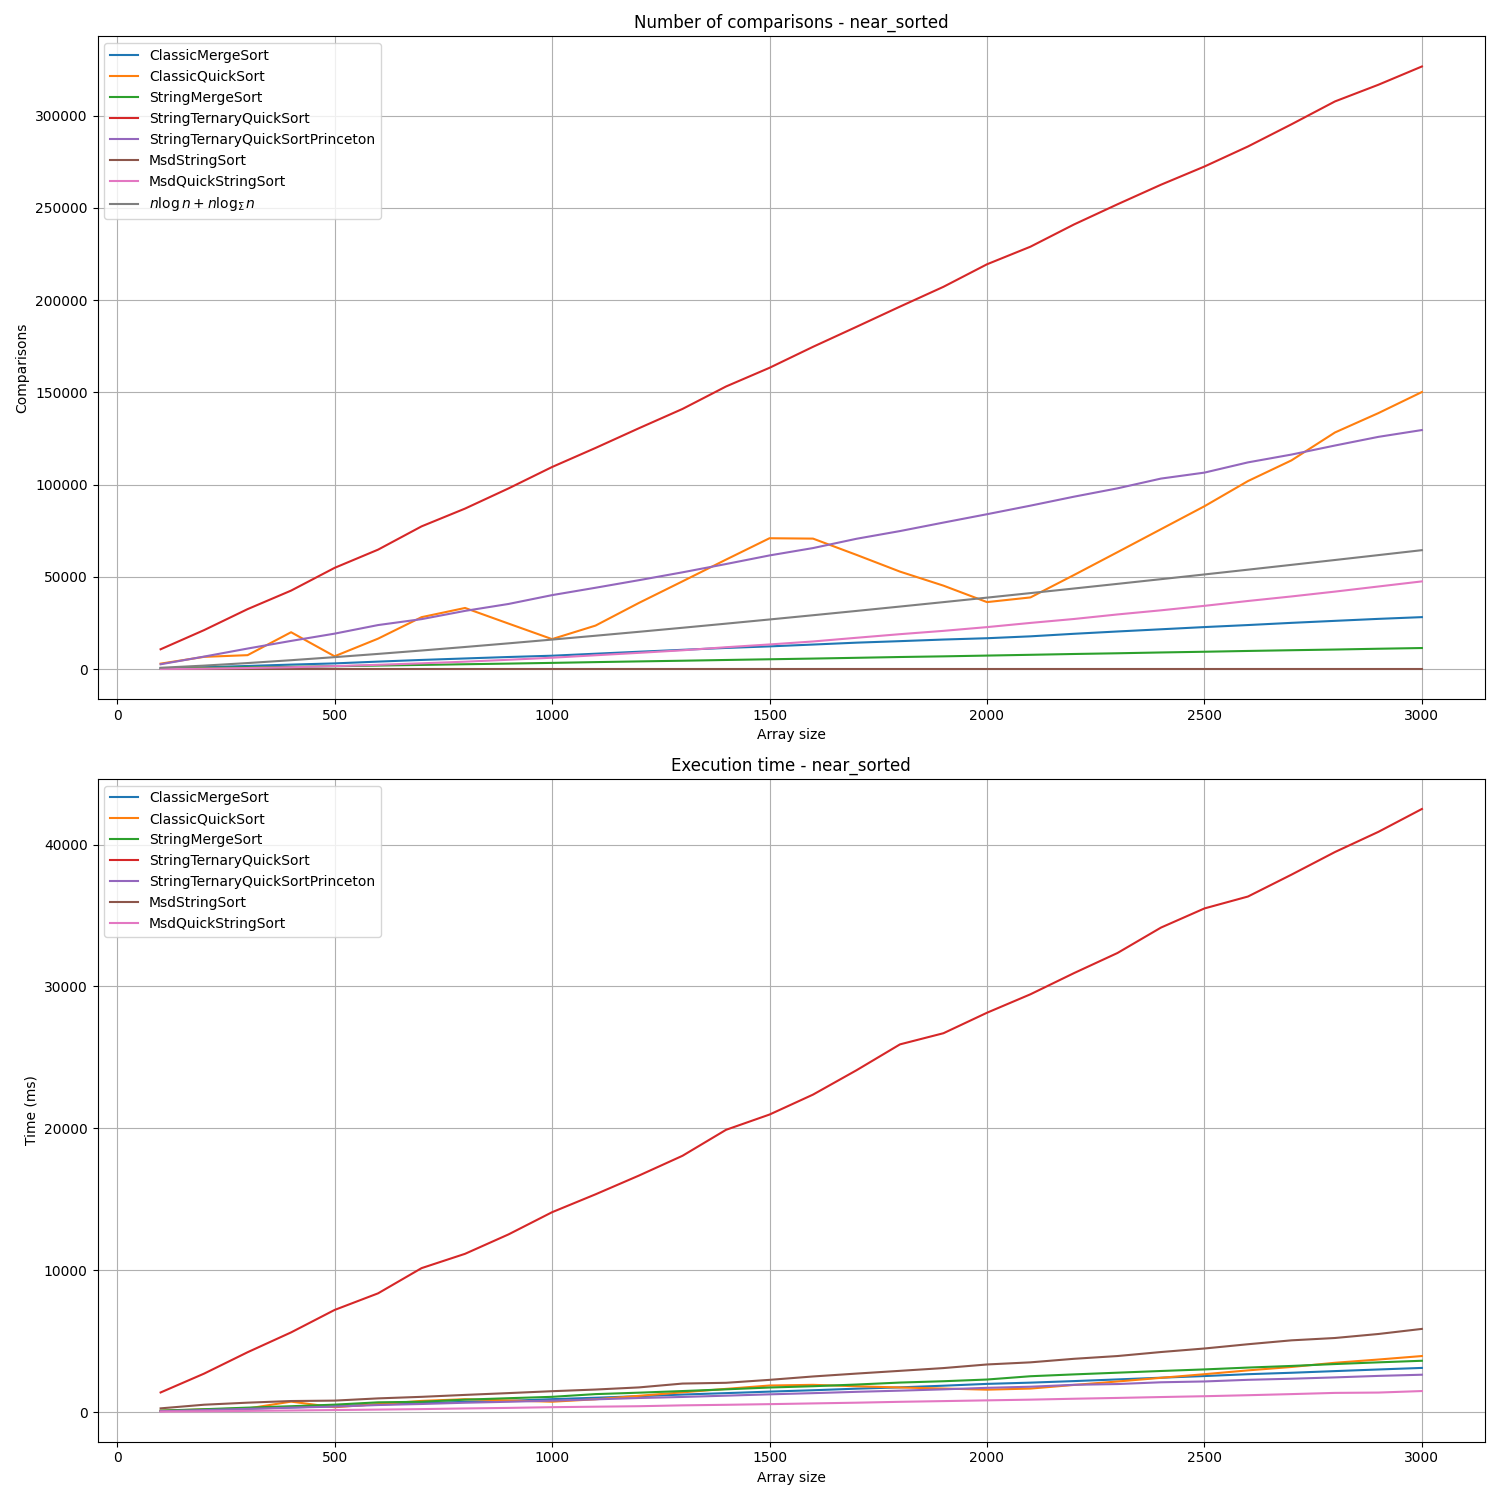 Number of comparisons - near_sorted
ClassicMergeSort
ClassicQuickSort
StringMergeSort
StringTernaryQuickSort
StringTernaryQuickSortPrinceton
MsdStringSort
MsdQuickStringSort
n log n + n log_Σ n
Comparisons
300000
250000
200000
150000
100000
50000
0
0 500 1000 1500 2000 2500 3000
Array size
Execution time - near_sorted
ClassicMergeSort
ClassicQuickSort
StringMergeSort
StringTernaryQuickSort
StringTernaryQuickSortPrinceton
MsdStringSort
MsdQuickStringSort
Time (ms)
40000
30000
20000
10000
0
0 500 1000 1500 2000 2500 3000
Array size